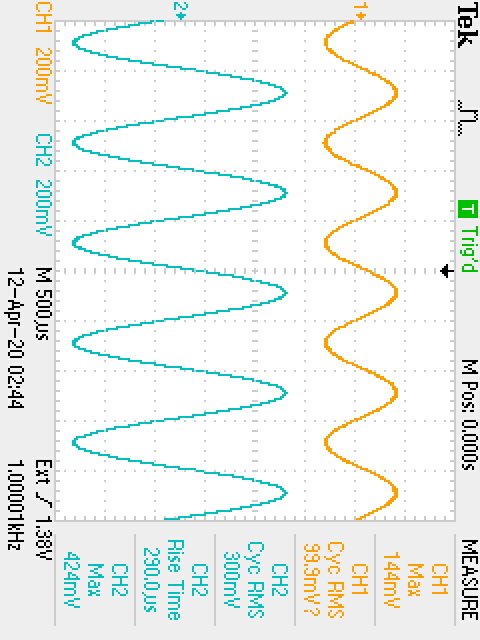 Tek T Trig'd M Pos: 0.000s MEASURE
CH1
Max
144mV
1
CH1
Cyc RMS
99.9mV?
CH2
Cyc RMS
300mV
2
CH2
Rise Time
290.0µs
CH2
Max
424mV
CH1 200mV CH2 200mV M 500µs Ext 1.38V
12-Apr-20 02:44 1.00001kHz